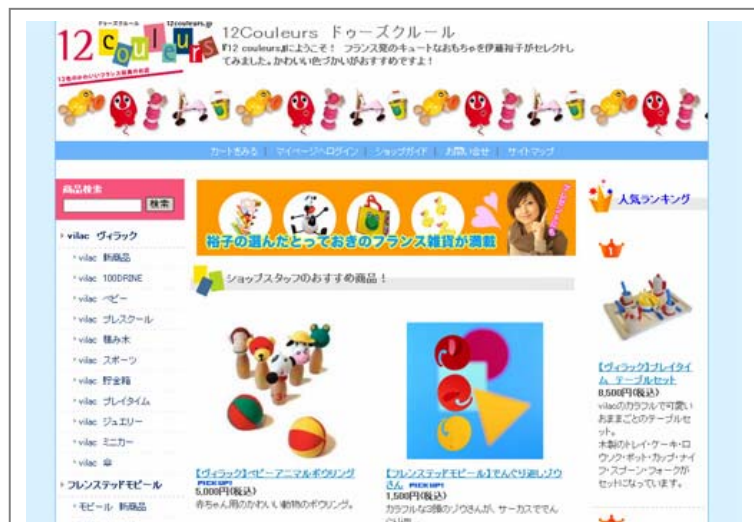 ドゥーズクルール 12couleurs.jp
12 couleurs
12色のかわいいフランス雑貨のお店
12Couleurs ドゥーズクルール
『12 couleurs』にようこそ！ フランス発のキュートなおもちゃを伊藤裕子がセレクトし
てみました。かわいい色づかいがおすすめですよ！
カートをみる | マイページへログイン | ショップガイド | お問い合せ | サイトマップ
商品検索
検索
vilac ヴィラック
vilac 新商品
vilac 100DRINE
vilac ベビー
vilac プレスクール
vilac 積み木
vilac スポーツ
vilac 貯金箱
vilac プレイタイム
vilac ジュエリー
vilac ミニカー
vilac 傘
フレンステッドモビール
モビール 新商品
裕子の選んだとっておきのフランス雑貨が満載
ショップスタッフのおすすめ商品！
【ヴィラック】ベビーアニマルボウリング
PICK UP!
5,000円(税込)
赤ちゃん用のかわいい動物のボウリング。
【フレンステッドモビール】でんぐり返しゾウ
さん PICK UP!
1,500円(税込)
カラフルな3頭のゾウさんが、サーカスででん
ぐり返
人気ランキング
1
【ヴィラック】プレイタイ
ム テーブルセット
8,500円(税込)
vilacのカラフルで可愛い
おままごとのテーブルセ
ット。
木製のトレイ・ケーキ・ロ
ウソク・ポット・カップ・ナイ
フ・スプーン・フォークが
セットになっています。